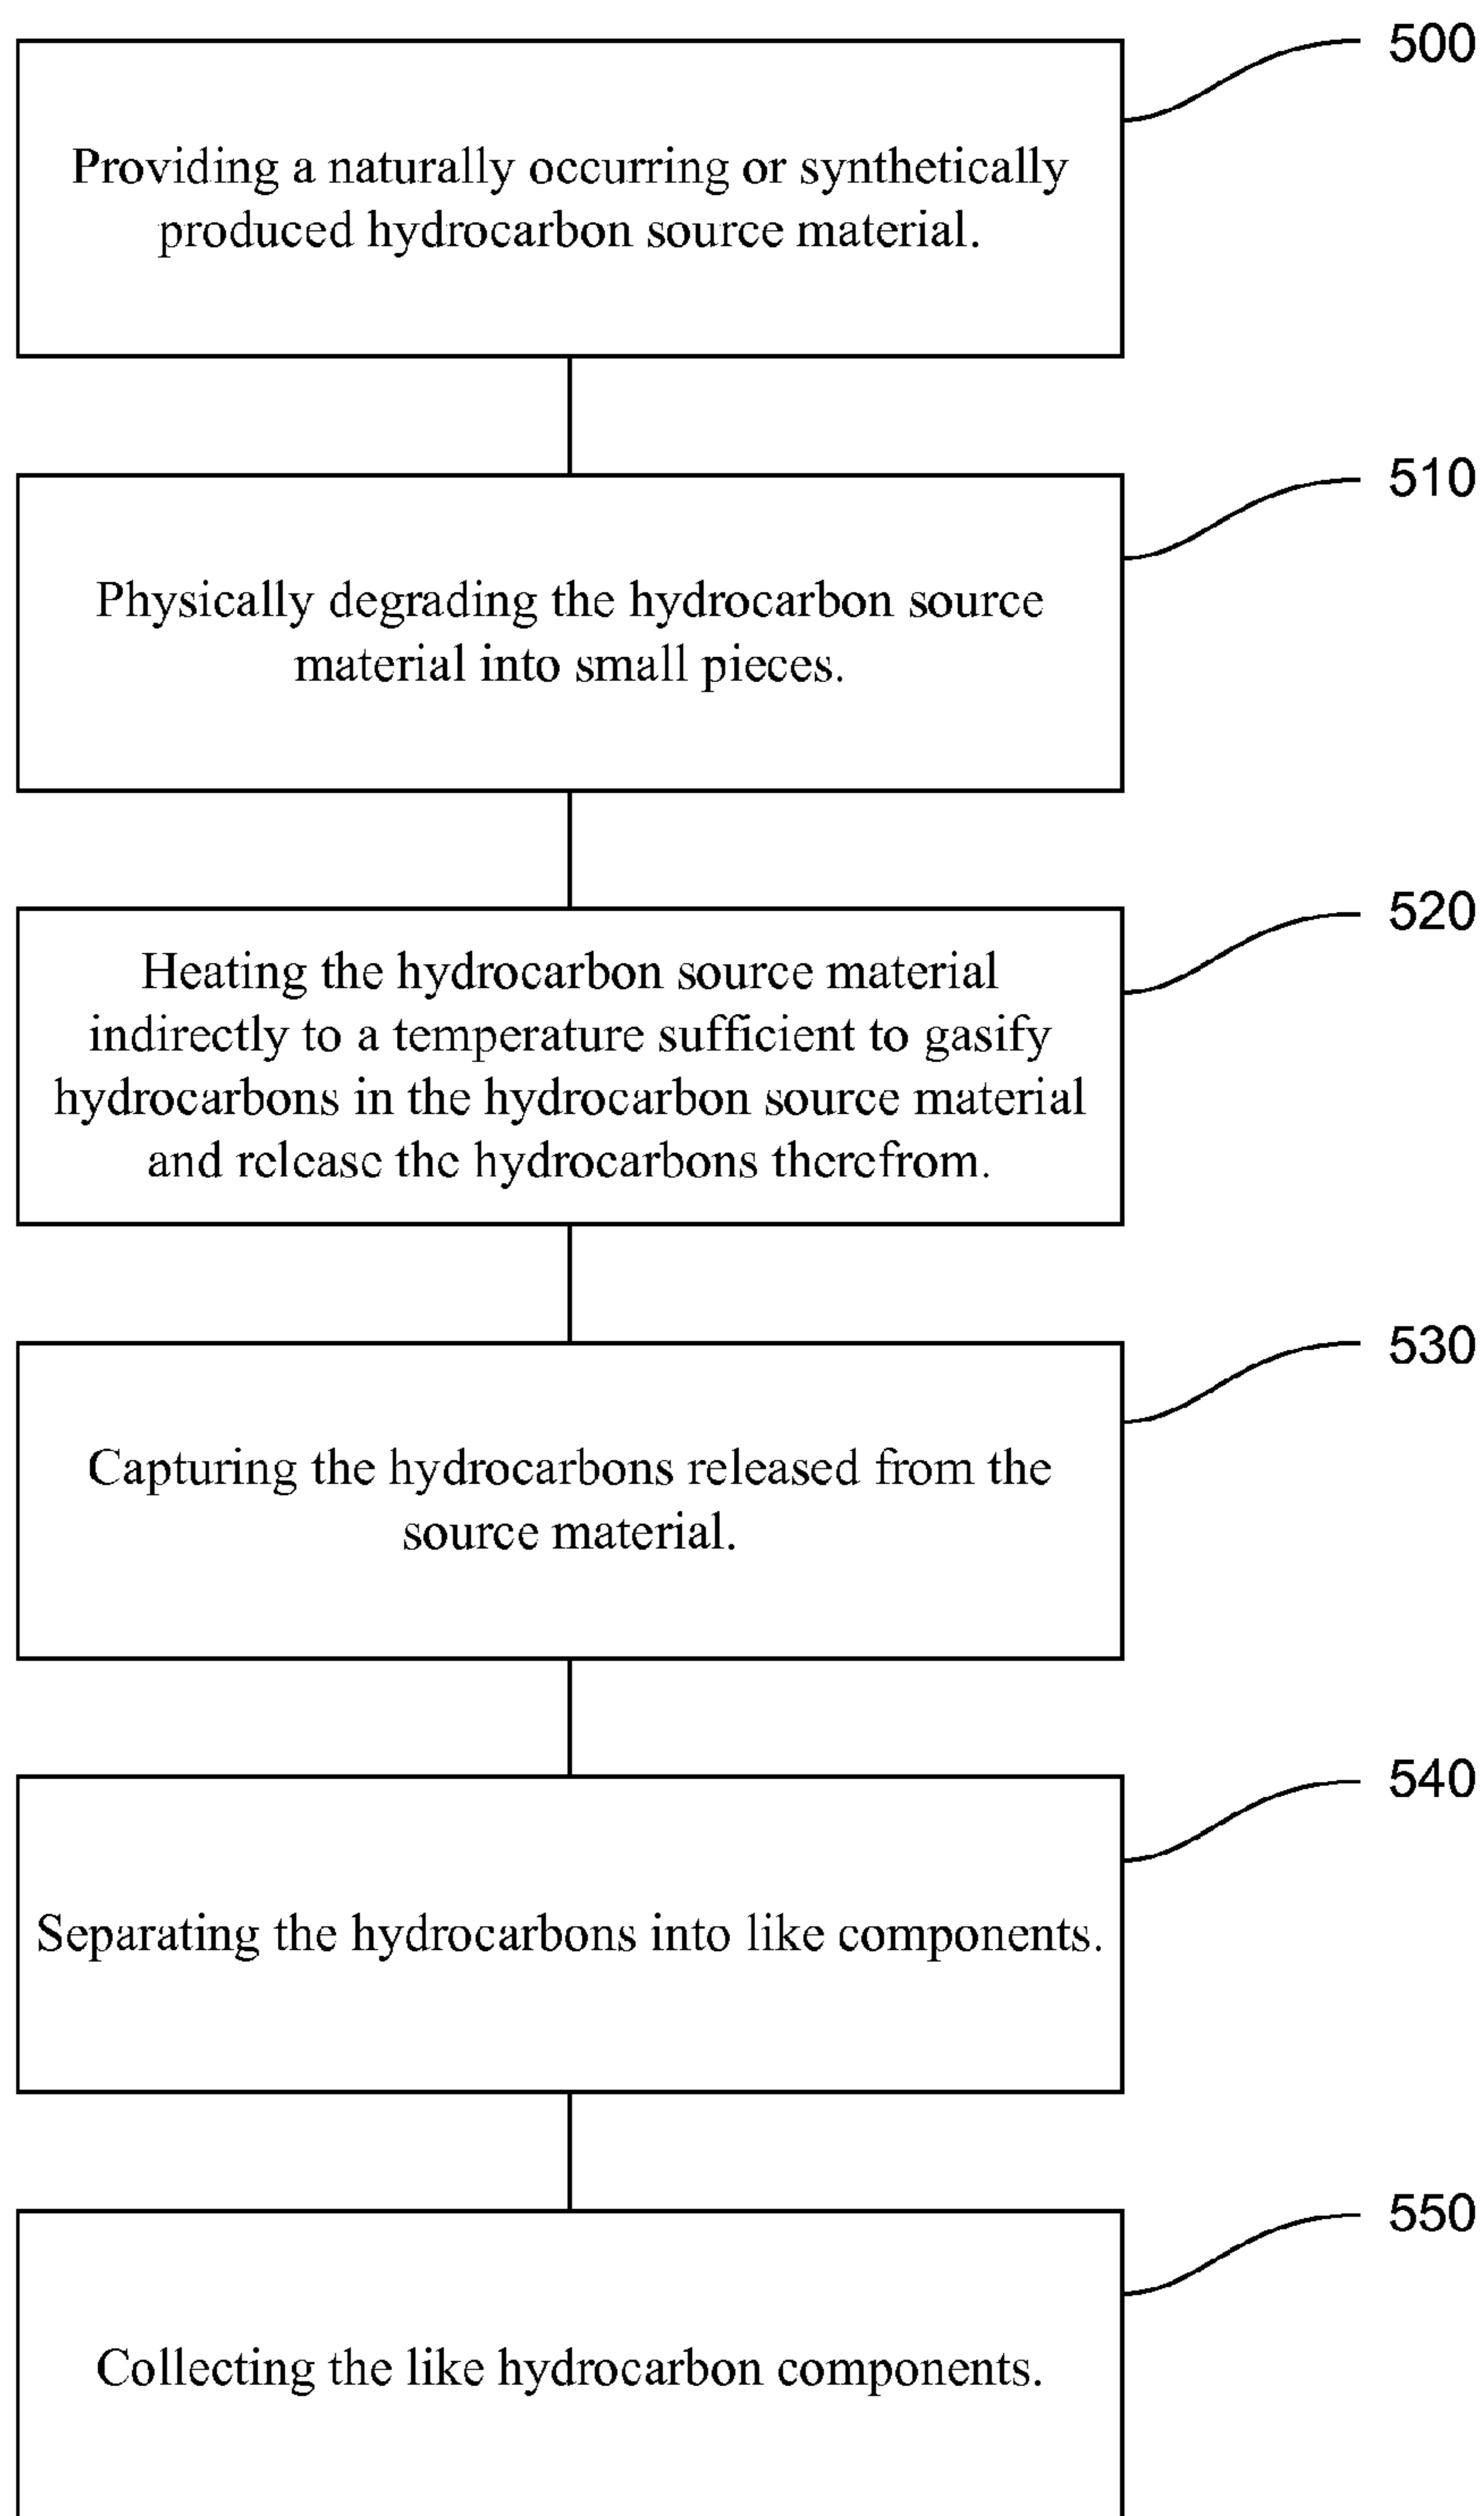 500
Providing a naturally occurring or synthetically
produced hydrocarbon source material.
510
Physically degrading the hydrocarbon source
material into small pieces.
520
Heating the hydrocarbon source material
indirectly to a temperature sufficient to gasify
hydrocarbons in the hydrocarbon source material
and release the hydrocarbons therefrom.
530
Capturing the hydrocarbons released from the
source material.
540
Separating the hydrocarbons into like components.
550
Collecting the like hydrocarbon components.